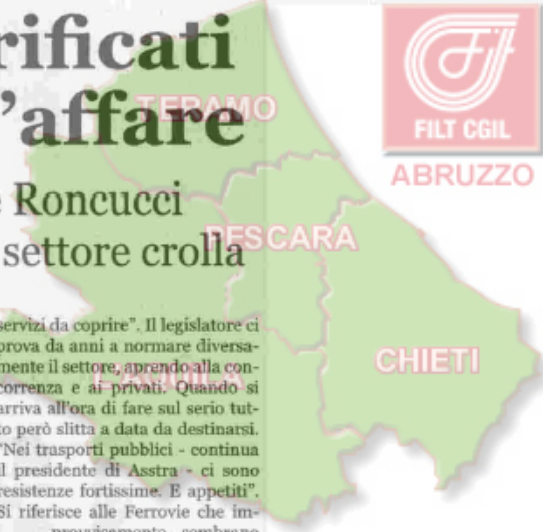 rificati
'affare
e Roncucci
settore crolla
servizi da coprire". Il legislatore ci
prova da anni a normare diversa-
mente il settore, aprendo alla con-
correnza e ai privati. Quando si
arriva all'ora di fare sul serio tut-
to però slitta a data da destinarsi.
"Nei trasporti pubblici - continua
il presidente di Asstra - ci sono
resistenze fortissime. E appetiti".
Si riferisce alle Ferrovie che im-
provvisamente sembrano
TERAMO
PESCARA
L'AQUILA
CHIETI
FILT CGIL
ABRUZZO